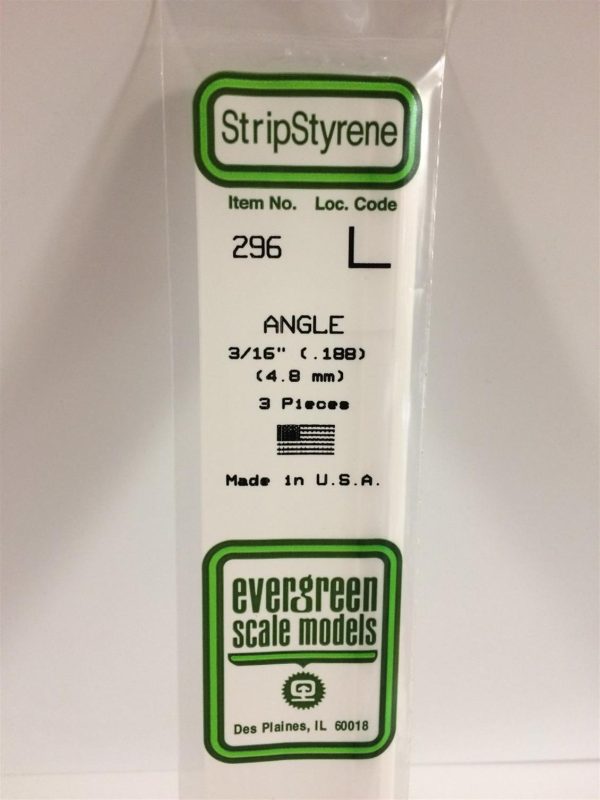 StripStyrene
Item No. Loc. Code
296 L
ANGLE
3/16" (.188)
(4.8 mm)
3 Pieces
Made in U.S.A.
evergreen
scale models
Des Plaines, IL 60018